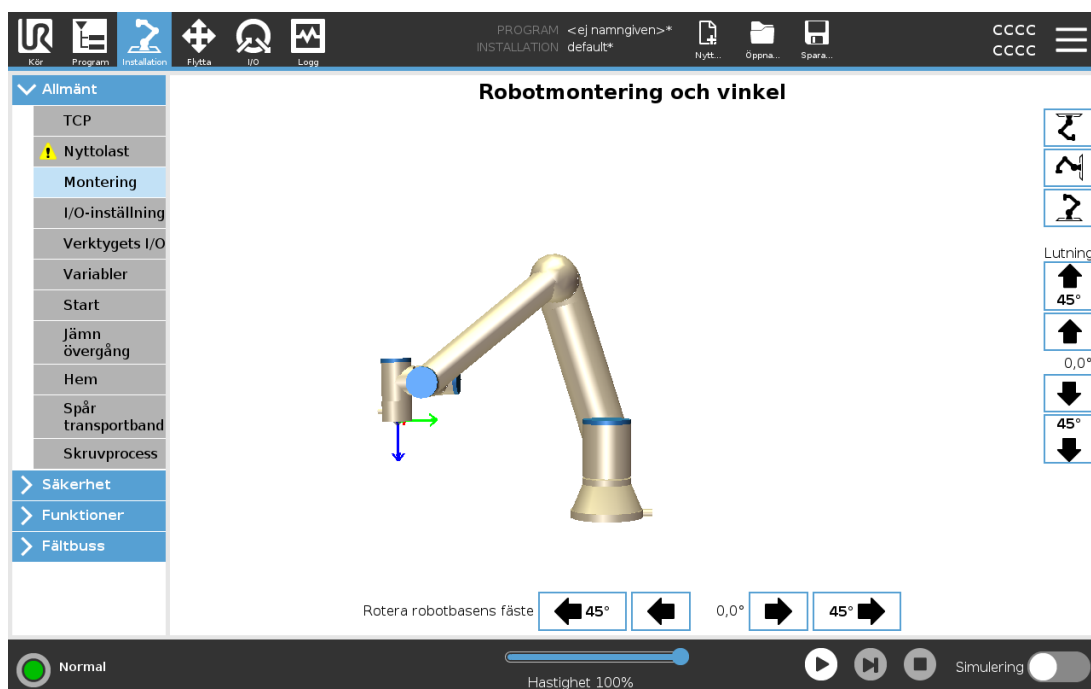 UR
PROGRAM <ej namngiven>*
INSTALLATION default*
CCCC
CCCC
Kör
Program
Installation
Flytta
I/O
Logg
Nytt...
Öppna...
Spara...
Allmänt
TCP
Nyttolast
Montering
I/O-inställning
Verktygets I/O
Variabler
Start
Jämn
övergång
Hem
Spår
transportband
Skruvprocess
Säkerhet
Funktioner
Fältbuss
Robotmontering och vinkel
Lutning
45°
0,0°
45°
Rotera robotbasens fäste 45° 0,0° 45°
Normal
Hastighet 100%
Simulering